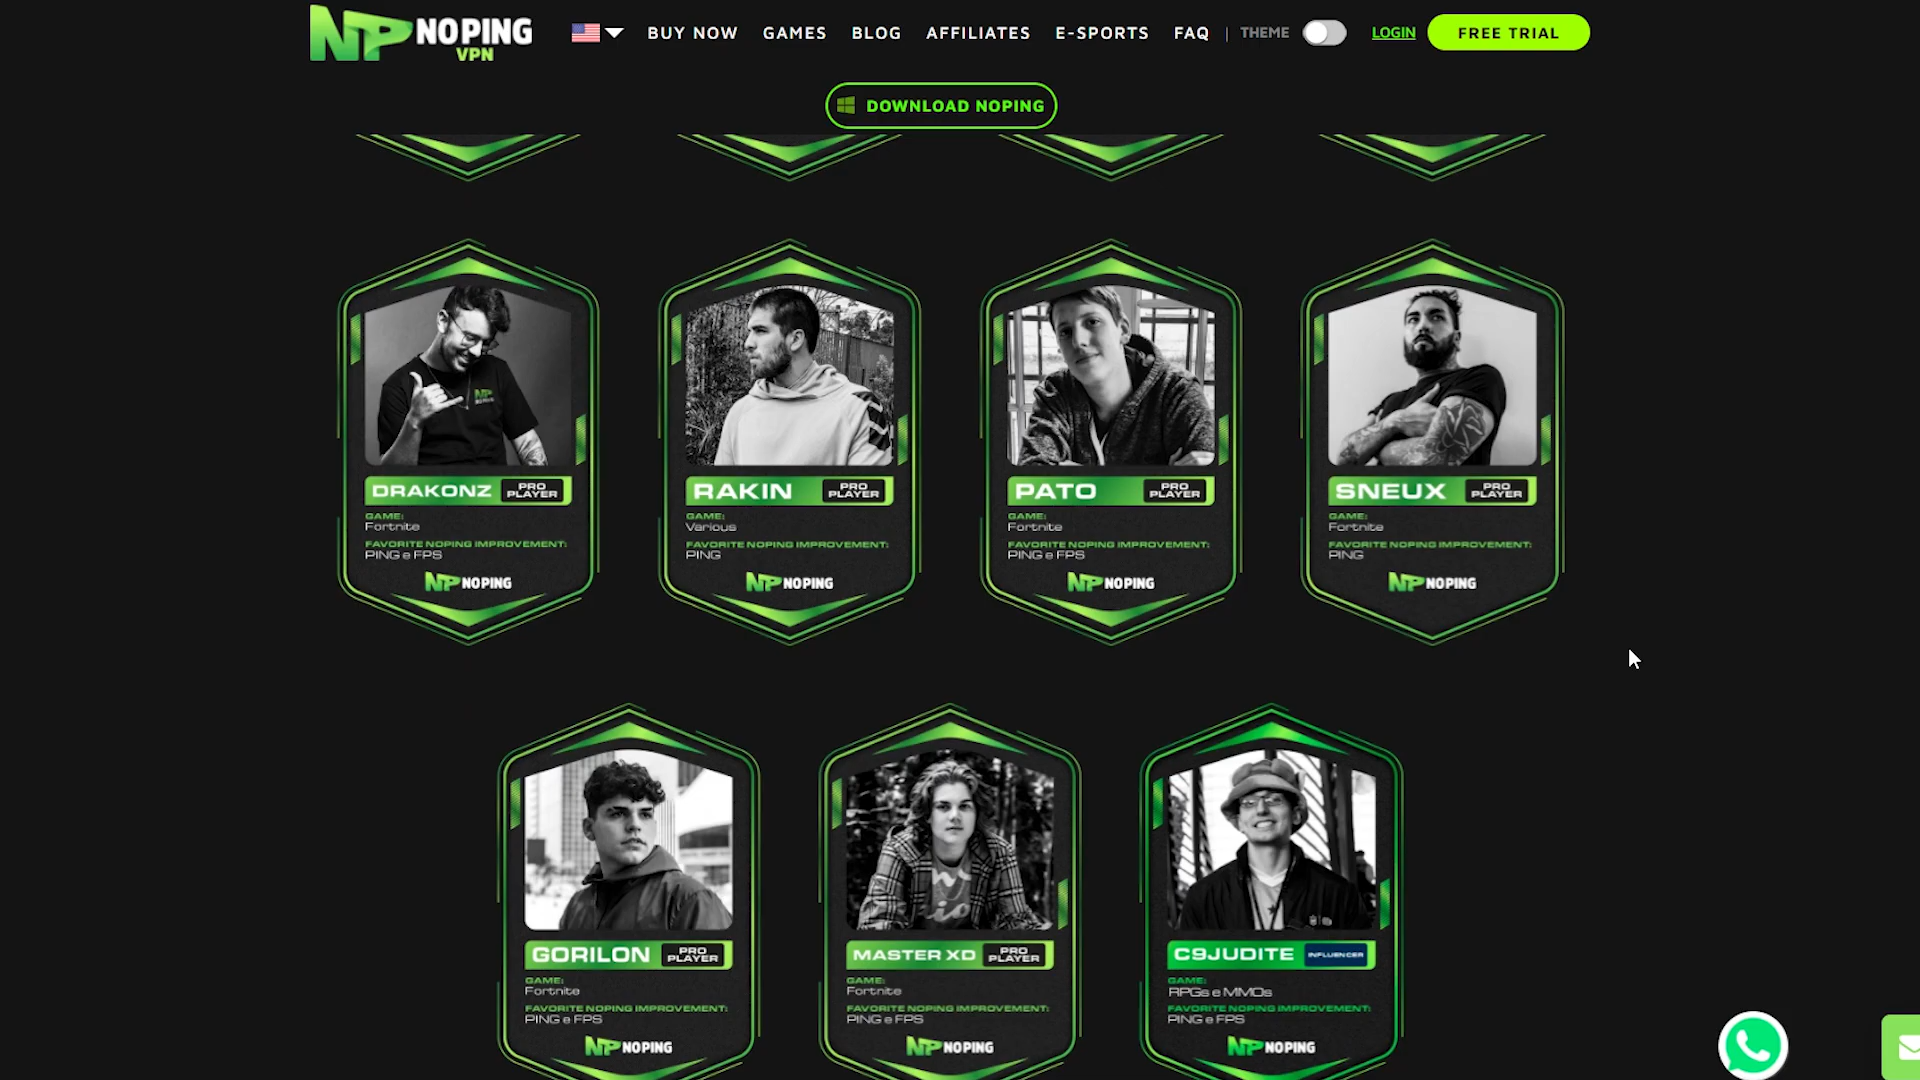 NP NOPING
VPN
BUY NOW
GAMES
BLOG
AFFILIATES
E-SPORTS
FAQ
THEME
LOGIN
FREE TRIAL
DOWNLOAD NOPING
NP
DRAKONZ
PRO
PLAYER
GAME:
Fortnite
FAVORITE NOPING IMPROVEMENT:
PING e FPS
NP NOPING
RAKIN
PRO
PLAYER
GAME:
Various
FAVORITE NOPING IMPROVEMENT:
PING
NP NOPING
PATO
PRO
PLAYER
GAME:
Fortnite
FAVORITE NOPING IMPROVEMENT:
PING e FPS
NP NOPING
SNEUX
PRO
PLAYER
GAME:
Fortnite
FAVORITE NOPING IMPROVEMENT:
PING
NP NOPING
GORILON
PRO
PLAYER
GAME:
Fortnite
FAVORITE NOPING IMPROVEMENT:
PING e FPS
NP NOPING
MASTER XD
PRO
PLAYER
GAME:
Fortnite
FAVORITE NOPING IMPROVEMENT:
PING e FPS
NP NOPING
C9JUDITE
INFLUENCER
GAME:
RPGs e MMOs
FAVORITE NOPING IMPROVEMENT:
PING e FPS
NP NOPING